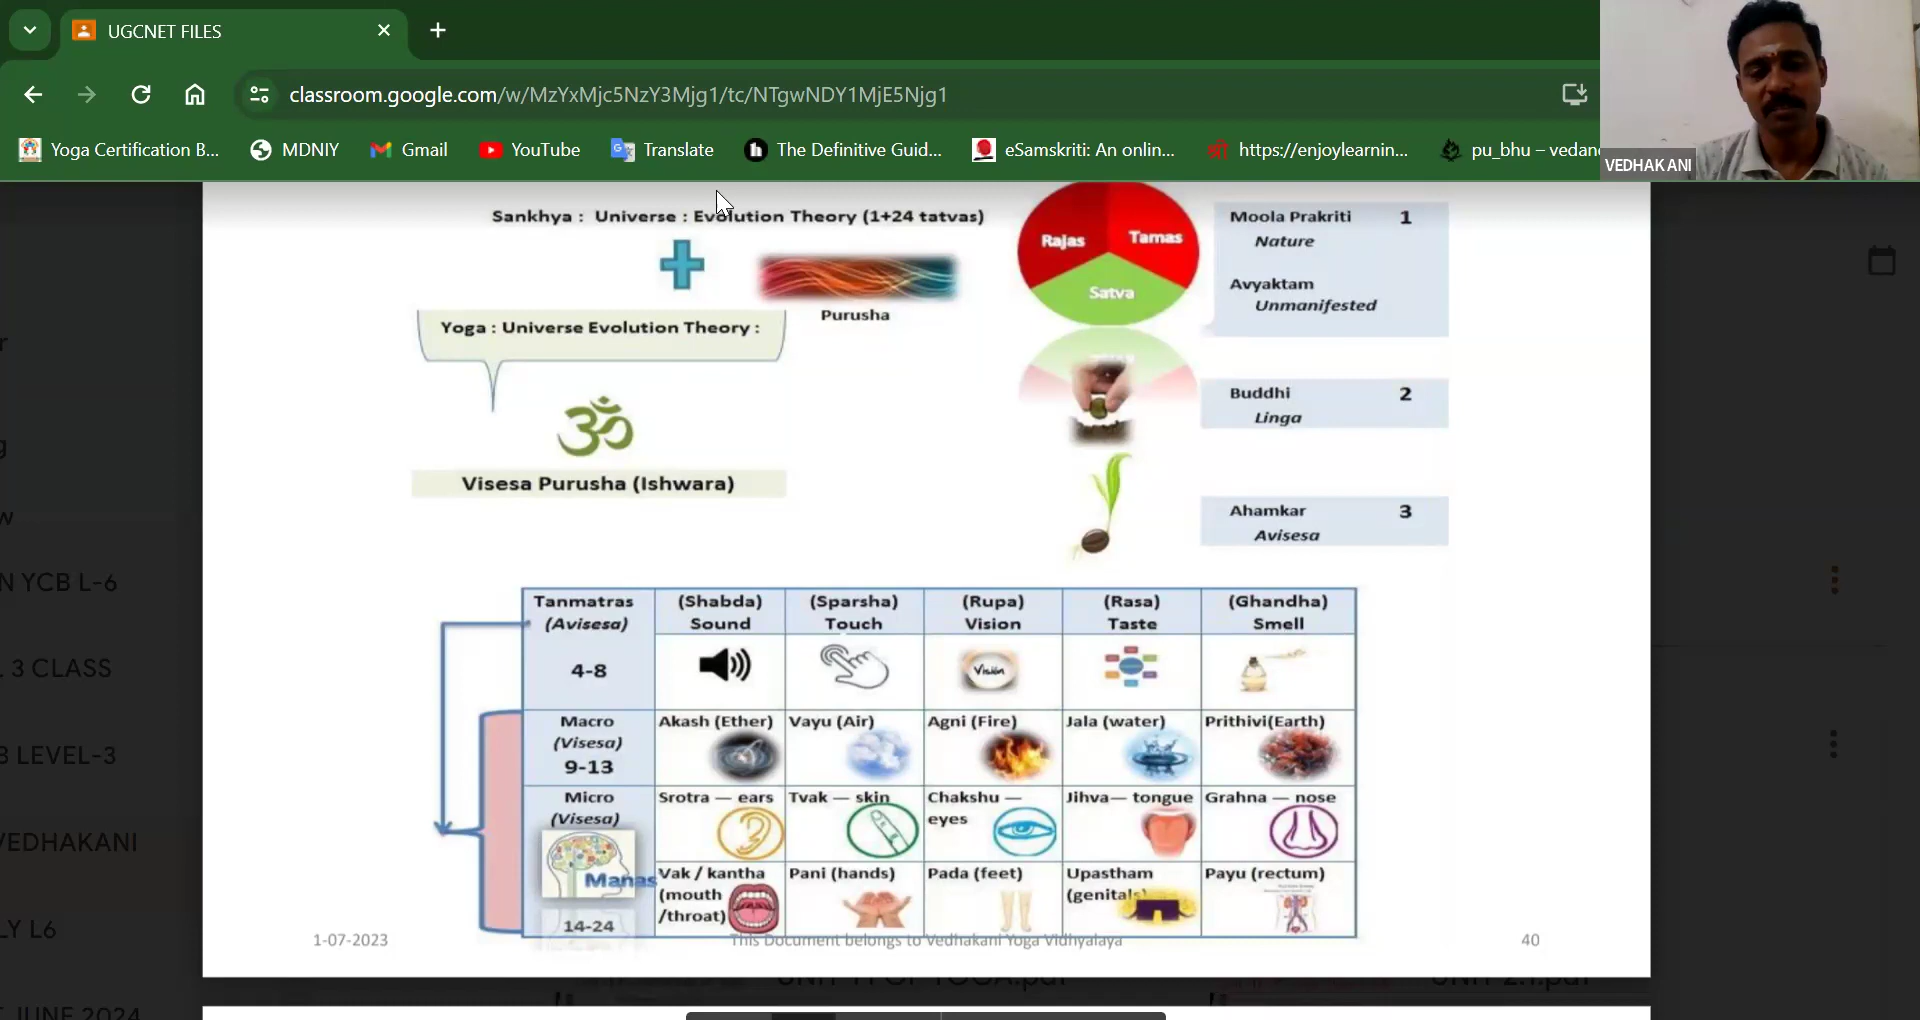 UGCNET FILES
classroom.google.com/w/MzYxMjc5NzY3Mjg1/tc/NTgwNDY1MjE5Njg1
Yoga Certification B...
MDNIY
Gmail
YouTube
Translate
The Definitive Guid...
eSamskriti: An onlin...
https://enjoylearnin...
pu_bhu – vedan
VEDHAKANI
Sankhya : Universe : Evolution Theory (1+24 tatvas)
Purusha
Yoga : Universe Evolution Theory :
ॐ
Visesa Purusha (Ishwara)
Rajas
Tamas
Satva
Moola Prakriti 1
Nature
Avyaktam
Unmanifested
Buddhi 2
Linga
Ahamkar 3
Avisesa
Tanmatras
(Avisesa)
4-8
(Shabda)
Sound
(Sparsha)
Touch
(Rupa)
Vision
(Rasa)
Taste
(Ghandha)
Smell
Vision
Macro
(Visesa)
9-13
Akash (Ether)
Vayu (Air)
Agni (Fire)
Jala (water)
Prithivi(Earth)
Micro
(Visesa)
Manas
14-24
Srotra — ears
Tvak — skin
Chakshu —
eyes
Jihva— tongue
Grahna — nose
Vak / kantha
(mouth
/throat)
Pani (hands)
Pada (feet)
Upastham
(genitals)
Payu (rectum)
1-07-2023
This Document belongs to Vedhakani Yoga Vidhyalaya
40
N YCB L-6
L 3 CLASS
B LEVEL-3
VEDHAKANI
LY L6
JUNE 2024